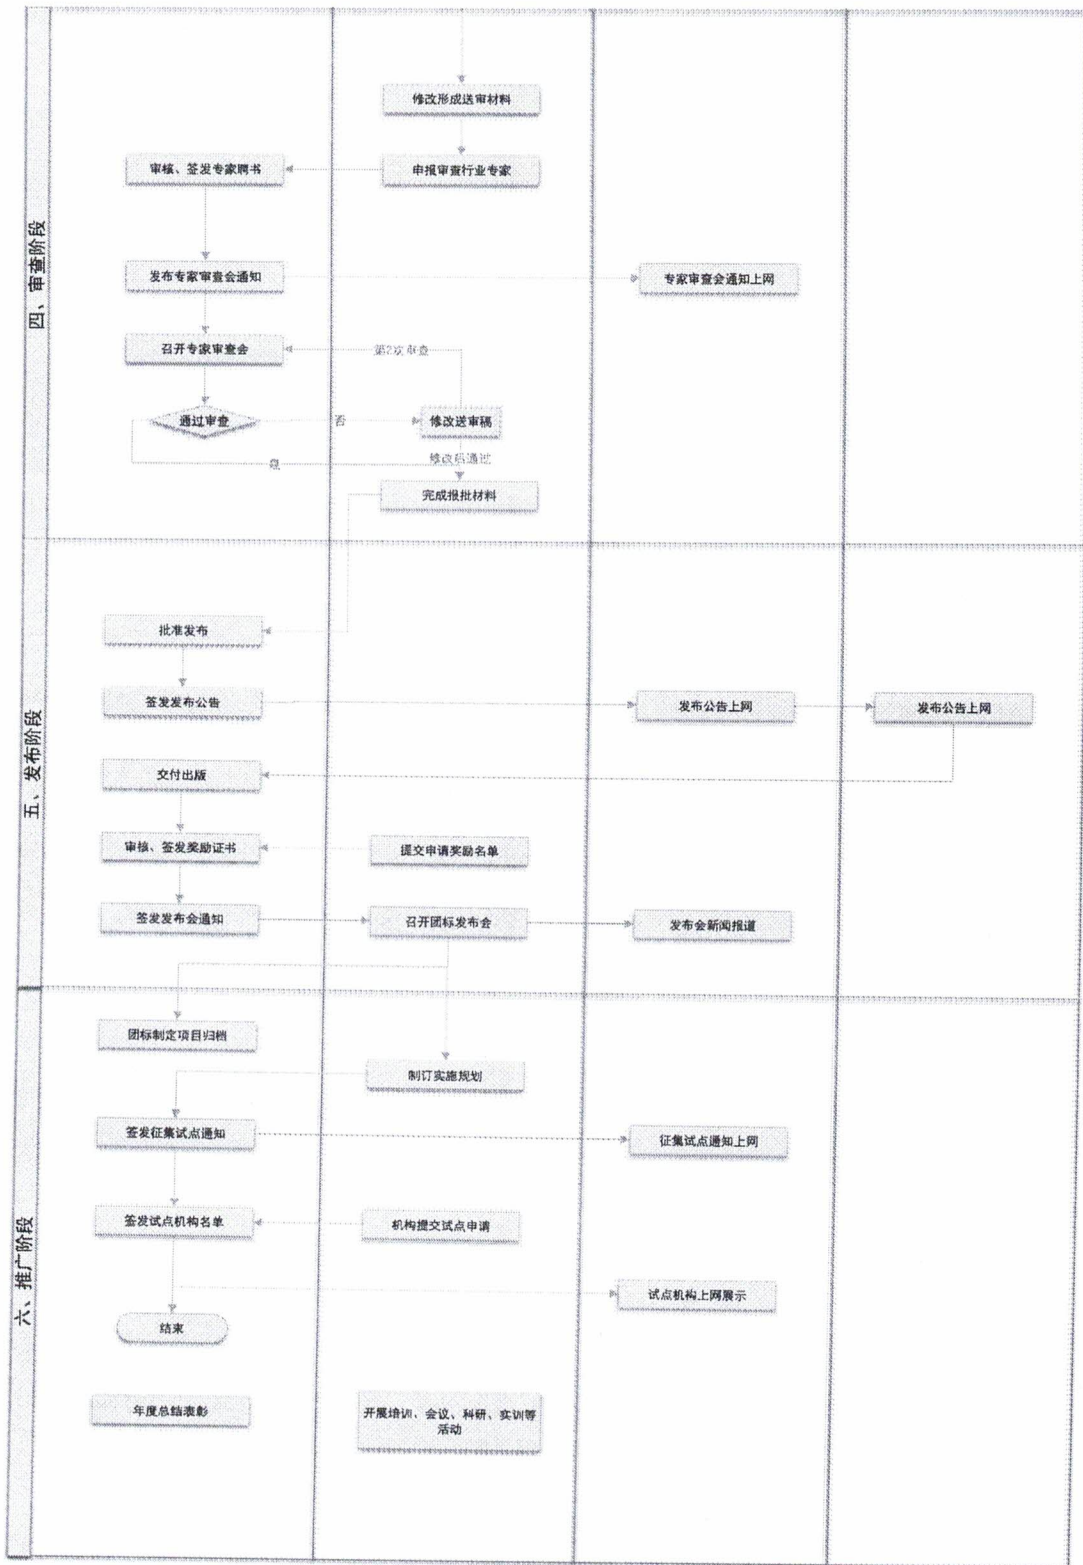 四、审查阶段
修改形成送审材料
审核、签发专家聘书
申报审查行业专家
发布专家审查会通知
专家审查会通知上网
召开专家审查会
第2次审查
通过审查
否
修改送审稿
是
修改后通过
完成报批材料
五、发布阶段
批准发布
签发发布公告
发布公告上网
发布公告上网
交付出版
审核、签发奖励证书
提交申请奖励名单
签发发布会通知
召开团标发布会
发布会新闻报道
六、推广阶段
团标制定项目归档
制订实施规划
签发征集试点通知
征集试点通知上网
签发试点机构名单
机构提交试点申请
试点机构上网展示
结束
年度总结表彰
开展培训、会议、科研、实训等
活动